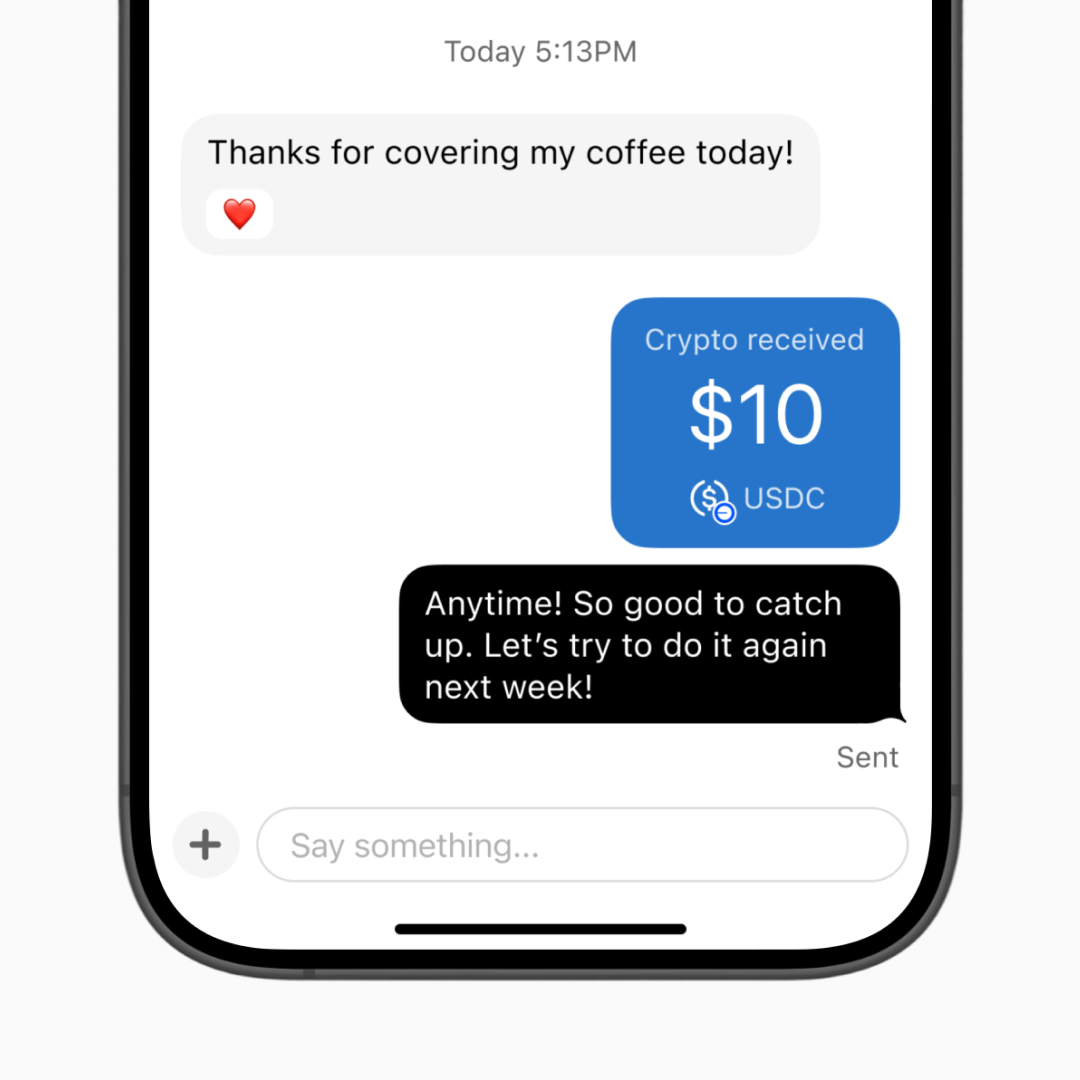 Today 5:13PM
Thanks for covering my coffee today!
❤️
Crypto received
$10
USDC
Anytime! So good to catch
up. Let’s try to do it again
next week!
Sent
Say something...